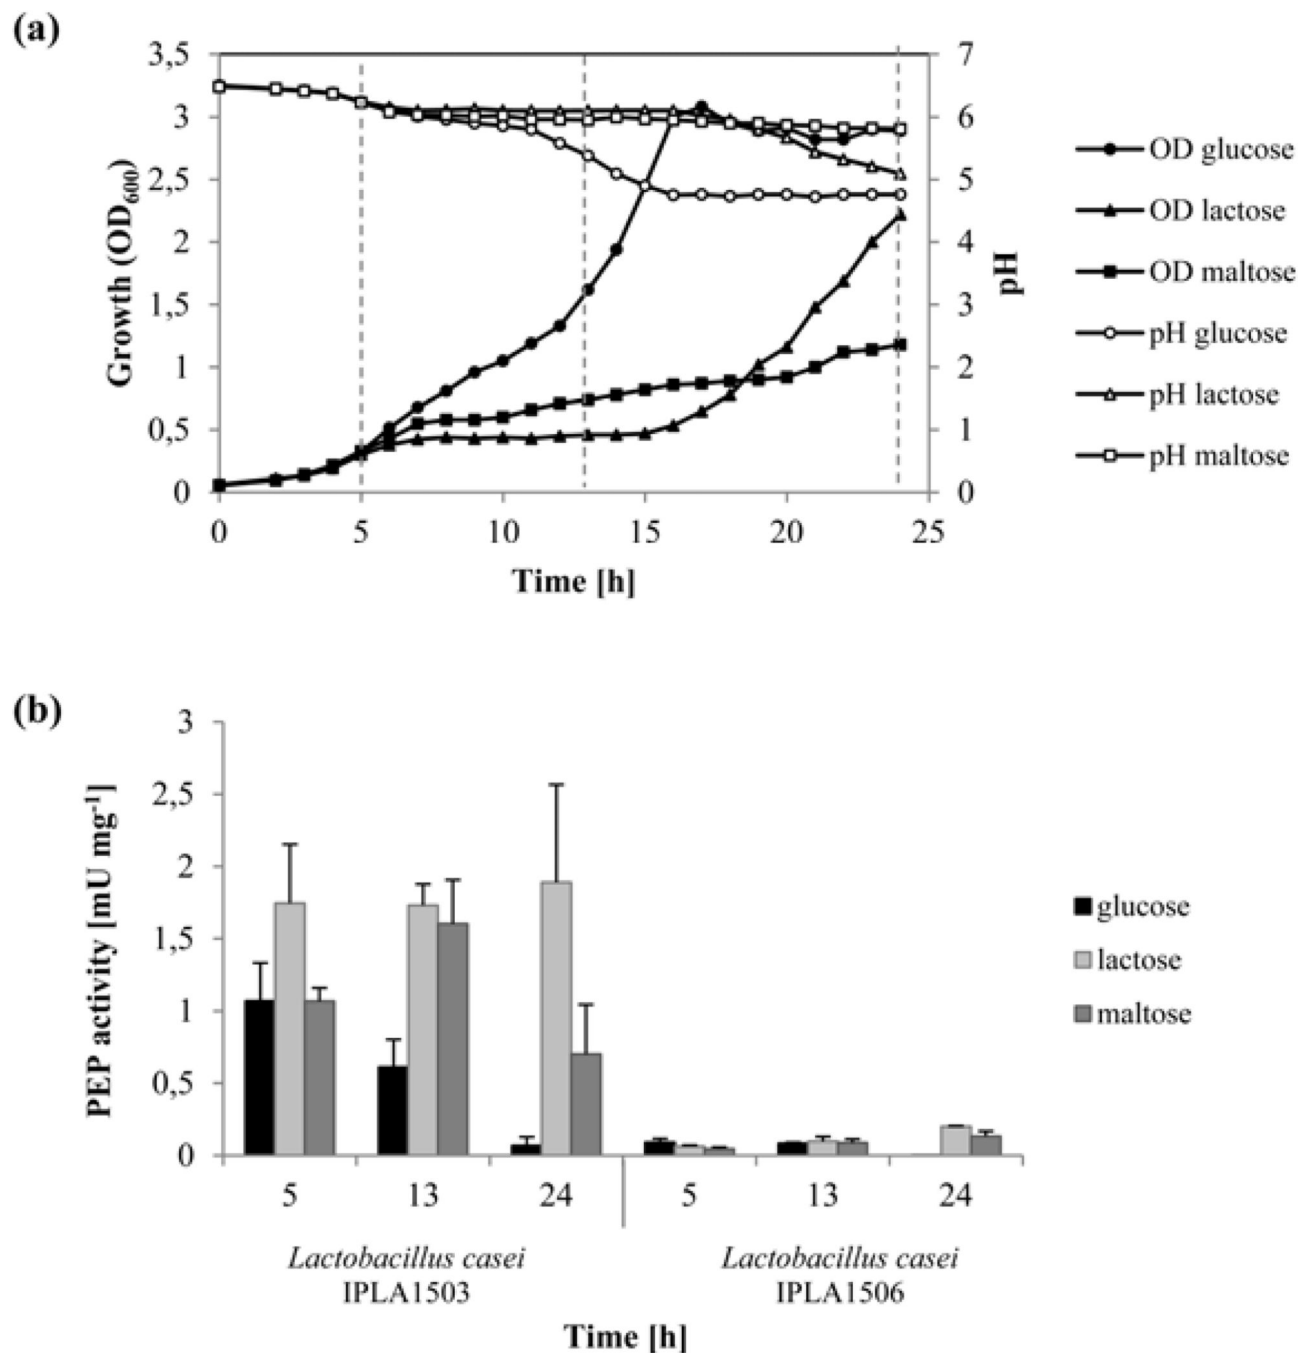 (a)
3,5
3
2,5
2
1,5
1
0,5
0
Growth (OD600)
7
6
5
4
3
2
1
0
pH
0 5 10 15 20 25
Time [h]
OD glucose
OD lactose
OD maltose
pH glucose
pH lactose
pH maltose
(b)
3
2,5
2
1,5
1
0,5
0
PEP activity [mU mg-1]
glucose
lactose
maltose
5 13 24 5 13 24
Lactobacillus casei Lactobacillus casei
IPLA1503 IPLA1506
Time [h]